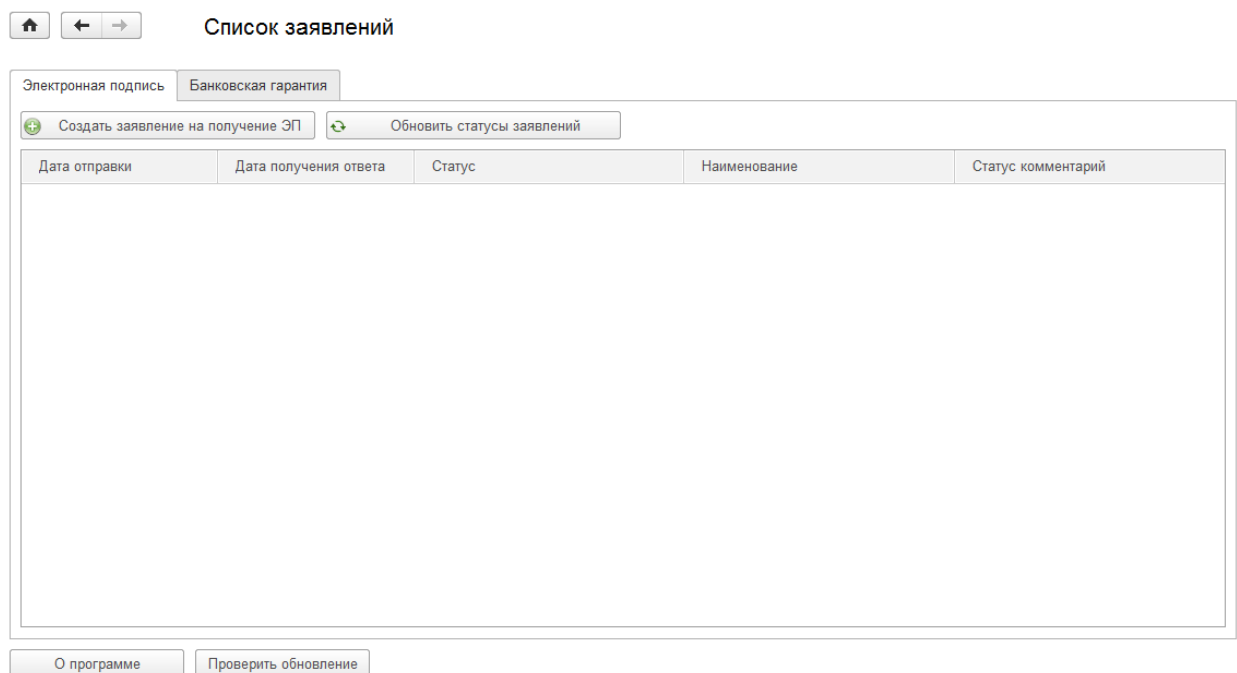 Список заявлений
Электронная подпись Банковская гарантия
Создать заявление на получение ЭП Обновить статусы заявлений
Дата отправки Дата получения ответа Статус Наименование Статус комментарий
О программе Проверить обновление